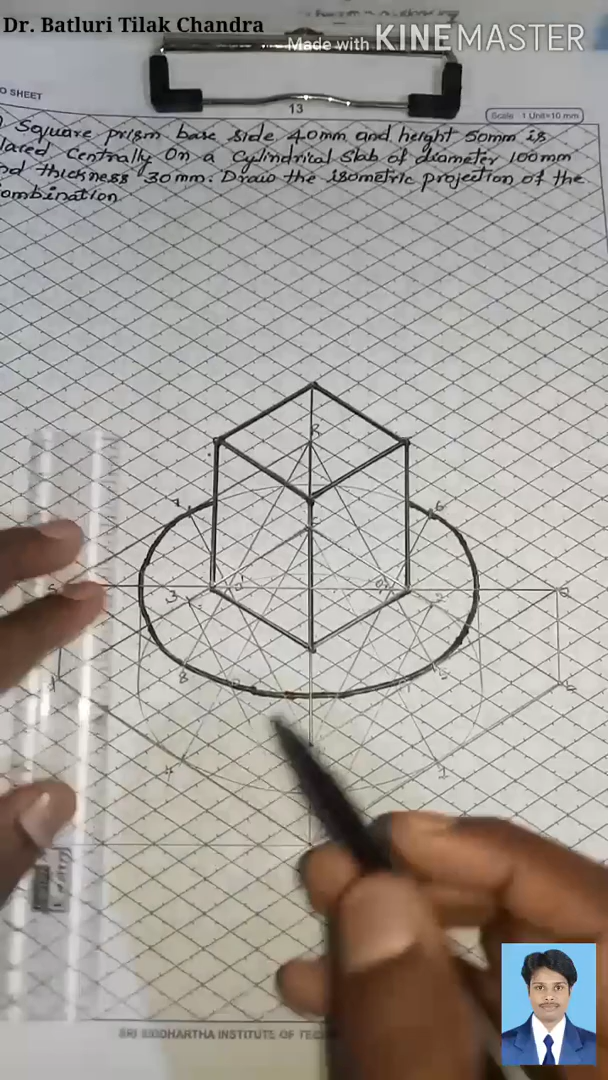 Dr. Batluri Tilak Chandra
Made with KINEMASTER
O SHEET
13
Scale : 1 Unit=10 mm
Square prism base side 40mm and height 50mm is
laced Centrally On a Cylindrical Slab of diameter 100mm
nd thickness 30mm. Draw the isometric projection of the
ombination
SRI SIDDHARTHA INSTITUTE OF